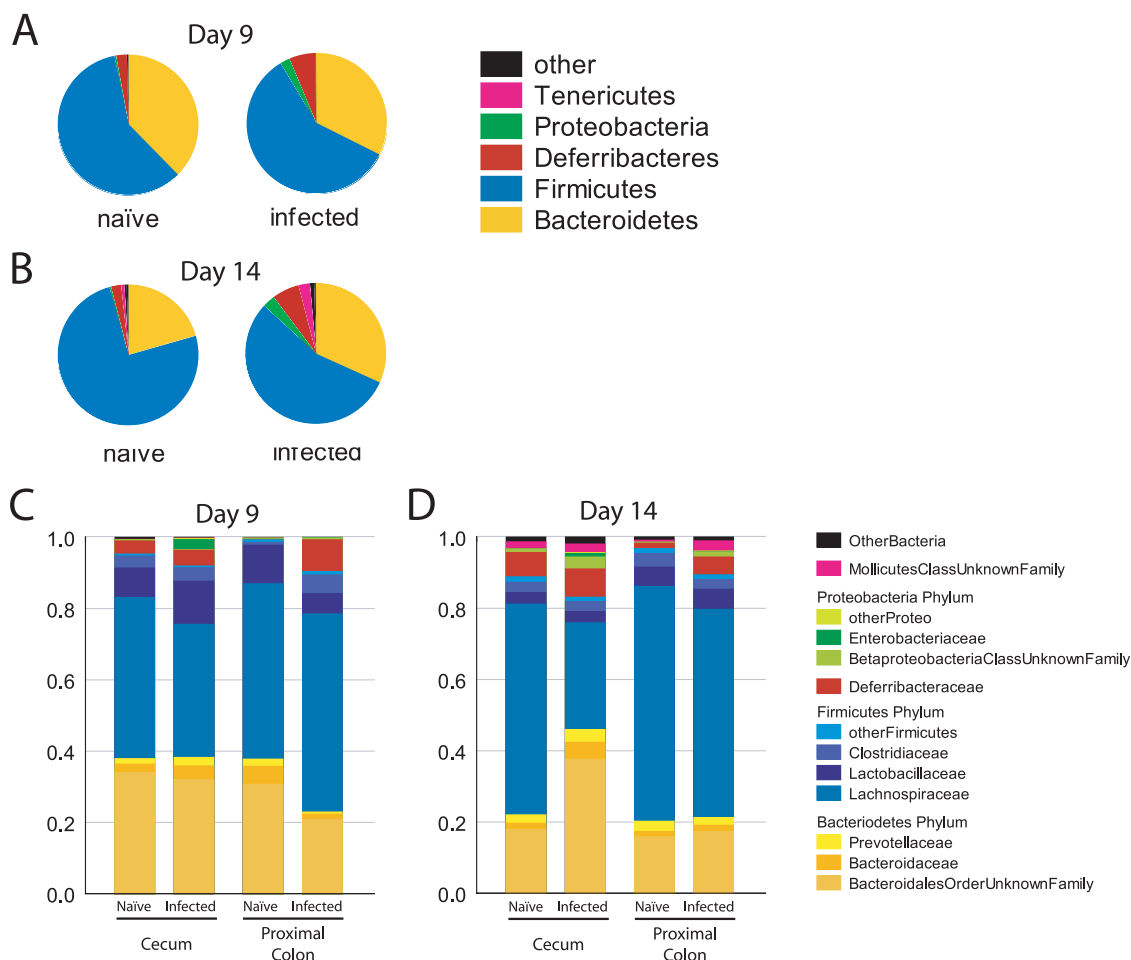 A
Day 9
naïve
infected
other
Tenericutes
Proteobacteria
Deferribacteres
Firmicutes
Bacteroidetes
B
Day 14
naïve
infected
C
Day 9
1.0
0.8
0.6
0.4
0.2
0.0
Naïve Infected Naïve Infected
Cecum
Proximal
Colon
D
Day 14
1.0
0.8
0.6
0.4
0.2
0.0
Naïve Infected Naïve Infected
Cecum
Proximal
Colon
OtherBacteria
MollicutesClassUnknownFamily
Proteobacteria Phylum
otherProteo
Enterobacteriaceae
BetaproteobacteriaClassUnknownFamily
Deferribacteraceae
Firmicutes Phylum
otherFirmicutes
Clostridiaceae
Lactobacillaceae
Lachnospiraceae
Bacteriodetes Phylum
Prevotellaceae
Bacteroidaceae
BacteroidalesOrderUnknownFamily